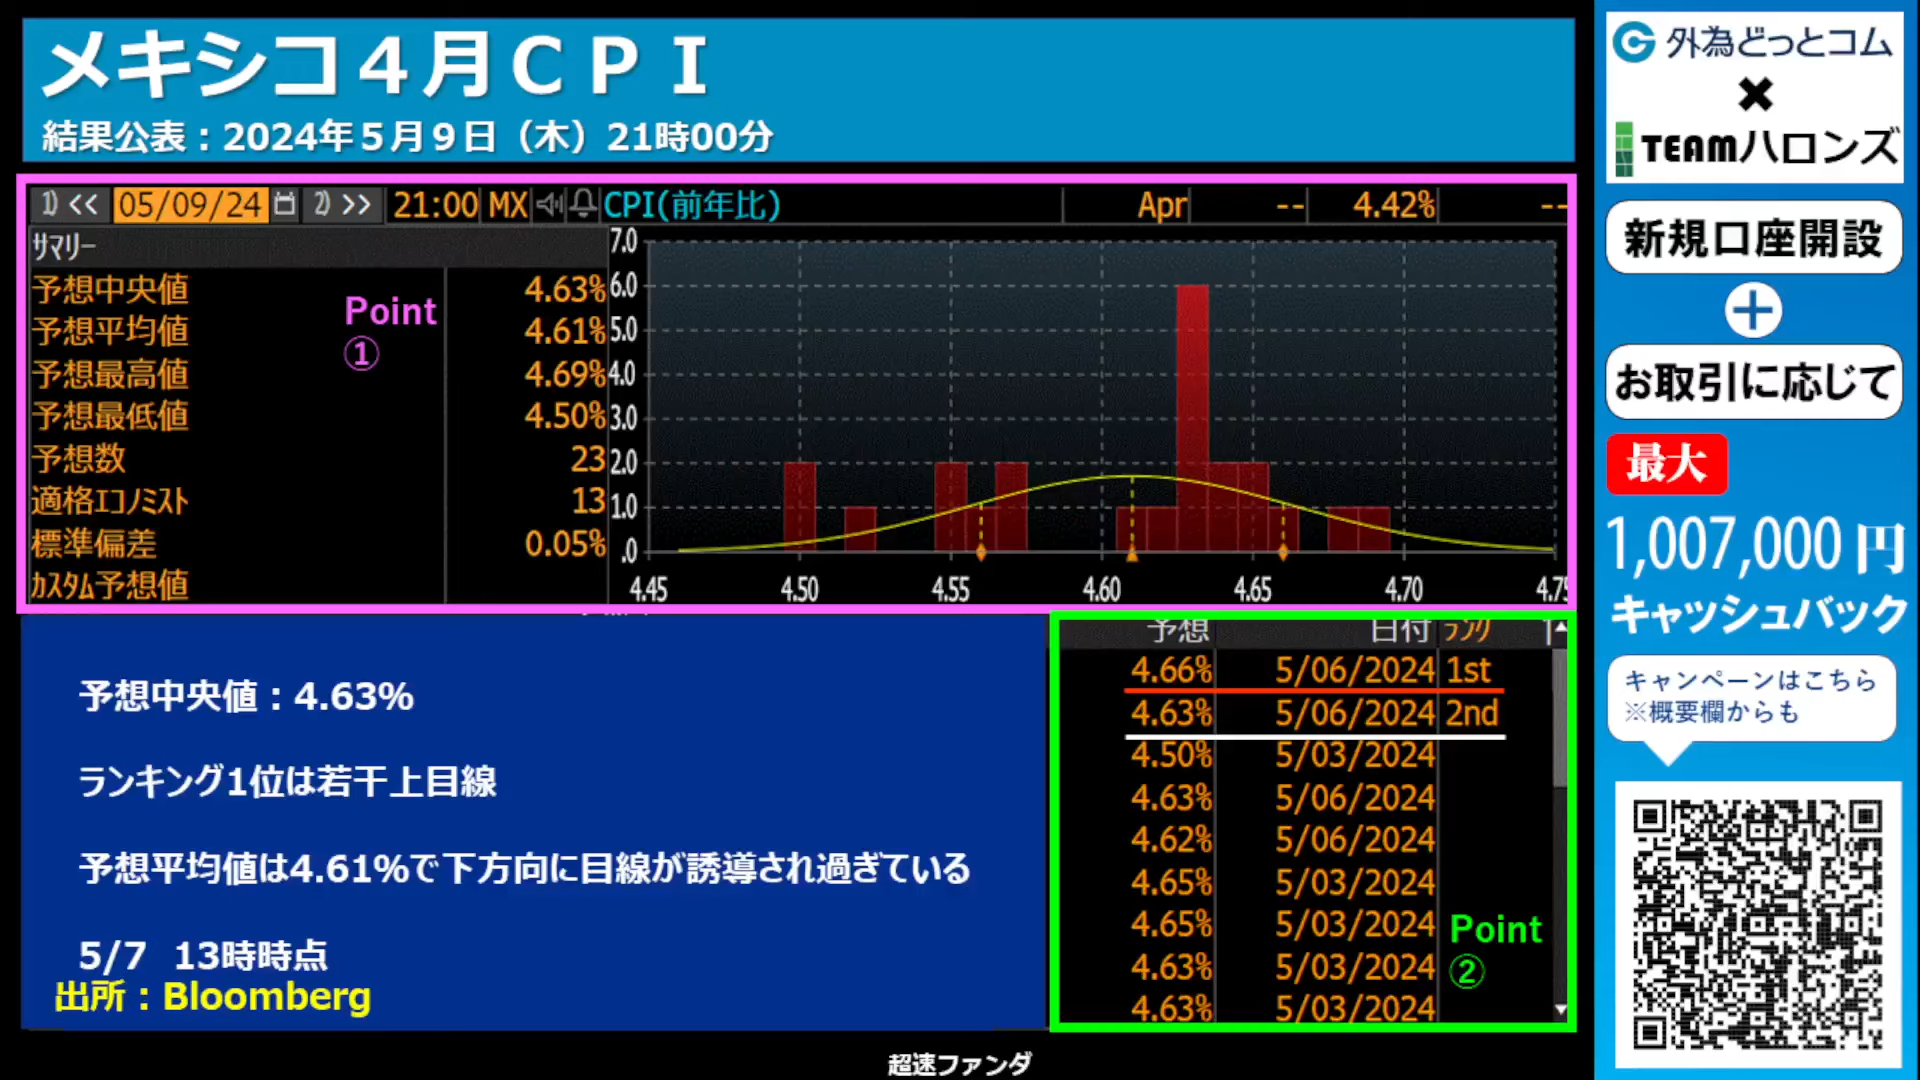 メキシコ４月ＣＰＩ
結果公表：2024年５月９日（木）21時00分
1) << 05/09/24 2) >> 21:00 MX CPI(前年比) Apr -- 4.42% --
ｻﾏﾘｰ
予想中央値 4.63%
予想平均値 4.61%
予想最高値 4.69%
予想最低値 4.50%
予想数 23
適格ｴｺﾉﾐｽﾄ 13
標準偏差 0.05%
ｶｽﾀﾑ予想値
Point
①
7.0
6.0
5.0
4.0
3.0
2.0
1.0
.0
4.45 4.50 4.55 4.60 4.65 4.70 4.75
予想中央値：4.63%
ランキング1位は若干上目線
予想平均値は4.61%で下方向に目線が誘導され過ぎている
5/7 13時時点
出所：Bloomberg
予想 日付 ﾗﾝｸ
4.66% 5/06/2024 1st
4.63% 5/06/2024 2nd
4.50% 5/03/2024
4.63% 5/06/2024
4.62% 5/06/2024
4.65% 5/03/2024
4.65% 5/03/2024
4.63% 5/03/2024
4.63% 5/03/2024
Point
②
超速ファンダ
外為どっとコム
✖
TEAMハロンズ
新規口座開設
＋
お取引に応じて
最大
1,007,000 円
キャッシュバック
キャンペーンはこちら
※概要欄からも